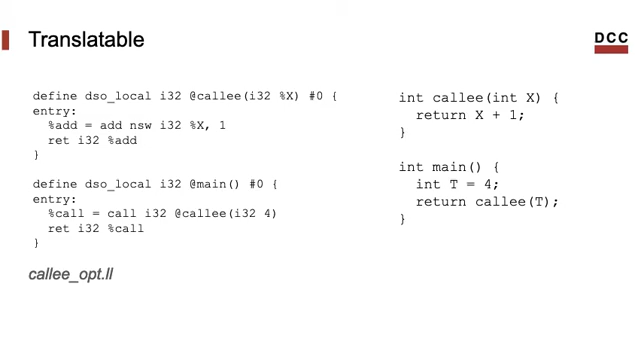 Translatable
DCC
define dso_local i32 @callee(i32 %X) #0 {
entry:
  %add = add nsw i32 %X, 1
  ret i32 %add
}
define dso_local i32 @main() #0 {
entry:
  %call = call i32 @callee(i32 4)
  ret i32 %call
}
callee_opt.ll
int callee(int X) {
  return X + 1;
}
int main() {
  int T = 4;
  return callee(T);
}